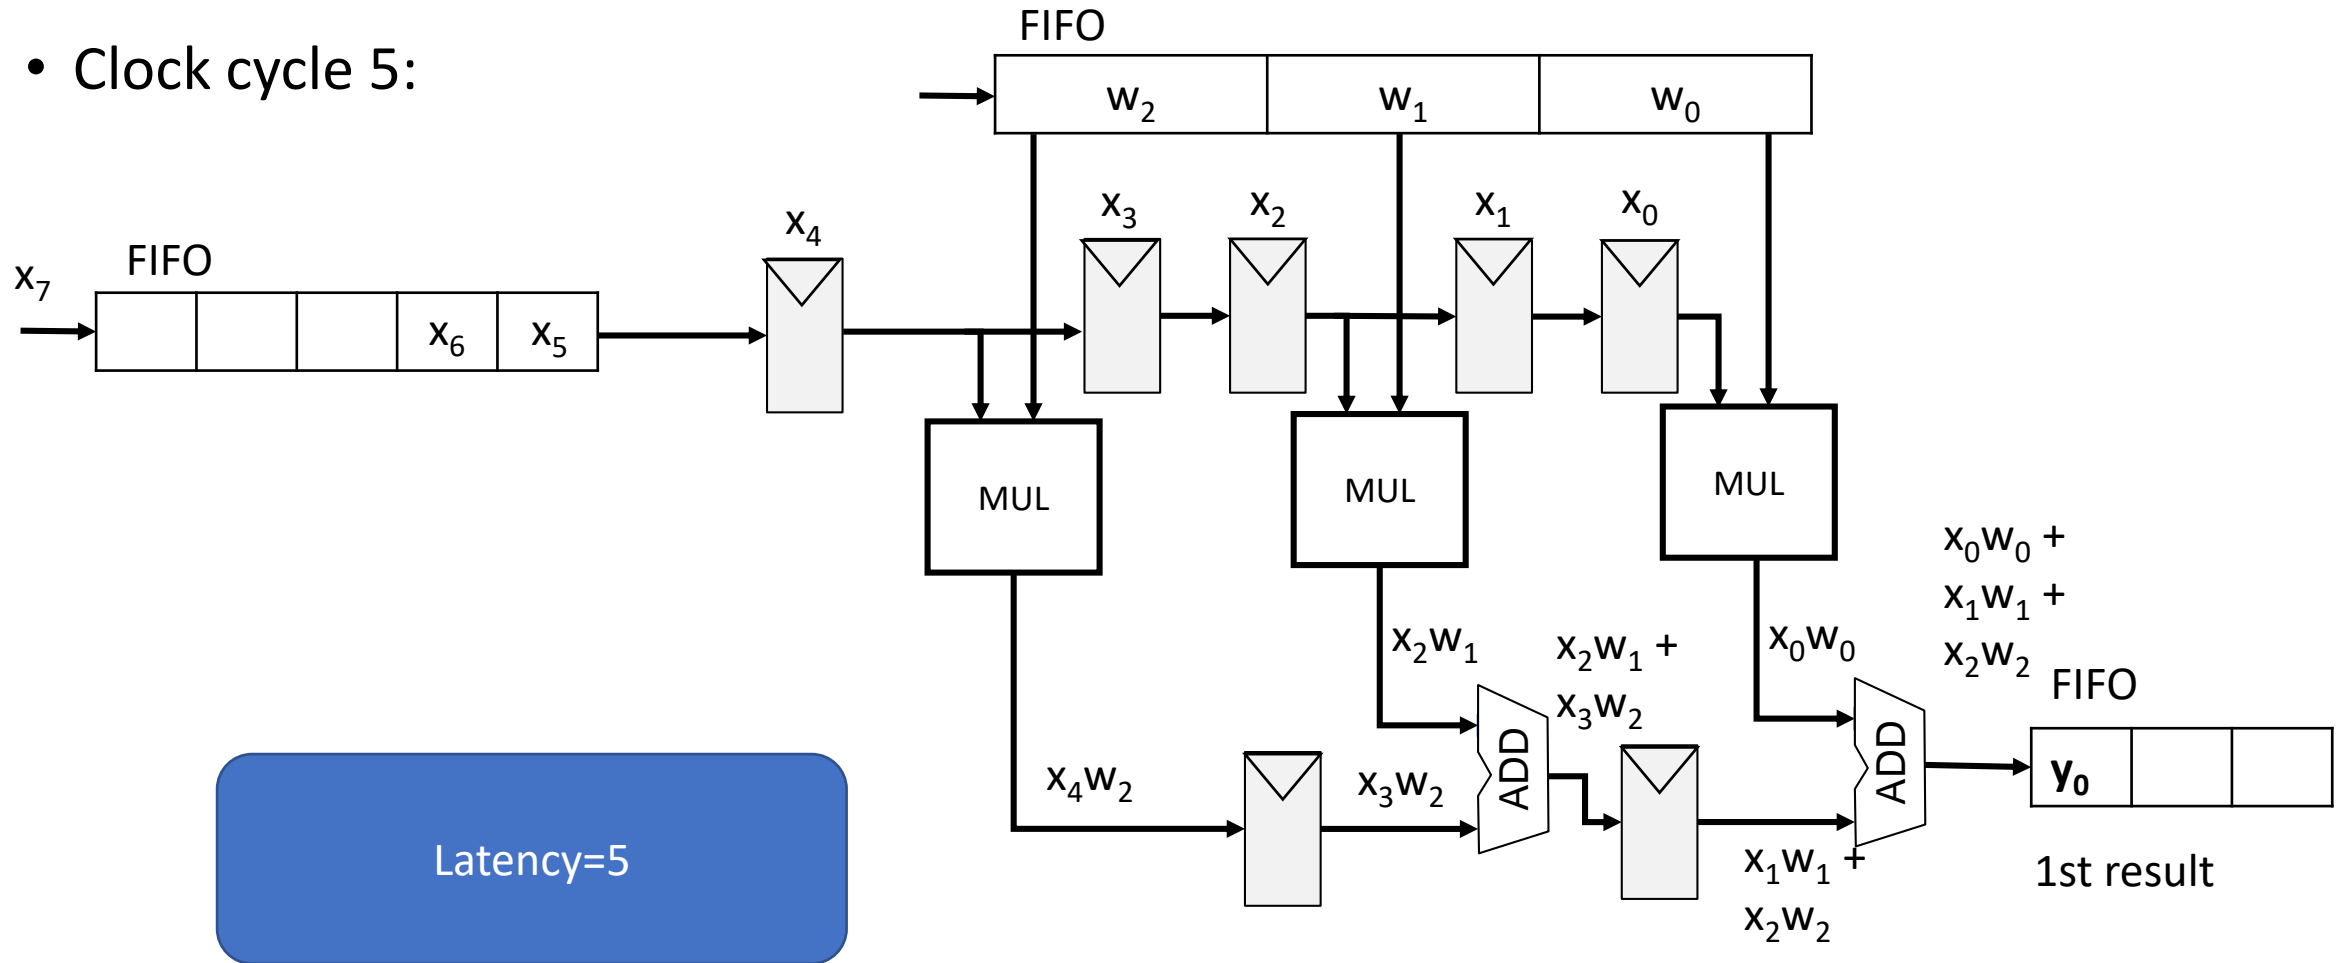 • Clock cycle 5:
FIFO
w₂ w₁ w₀
x₄ x₃ x₂ x₁ x₀
x₇
FIFO
x₆ x₅
MUL MUL MUL
x₀w₀ +
x₁w₁ +
x₂w₂
x₂w₁
x₂w₁ +
x₃w₂
x₀w₀
FIFO
x₄w₂
x₃w₂
ADD
ADD
y₀
Latency=5
x₁w₁ +
x₂w₂
1st result